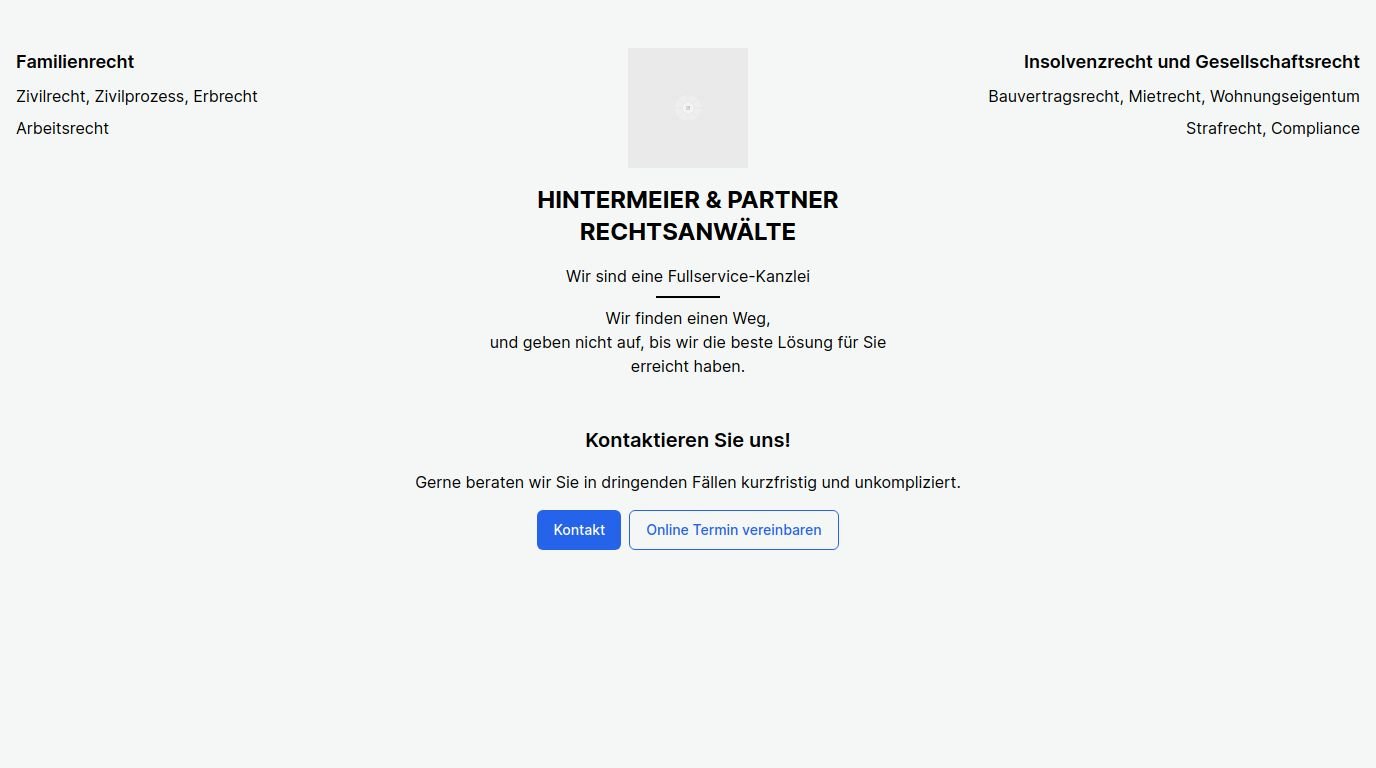 Familienrecht
Zivilrecht, Zivilprozess, Erbrecht
Arbeitsrecht
HINTERMEIER & PARTNER
RECHTSANWÄLTE
Wir sind eine Fullservice-Kanzlei
Wir finden einen Weg,
und geben nicht auf, bis wir die beste Lösung für Sie
erreicht haben.
Kontaktieren Sie uns!
Gerne beraten wir Sie in dringenden Fällen kurzfristig und unkompliziert.
Kontakt
Online Termin vereinbaren
Insolvenzrecht und Gesellschaftsrecht
Bauvertragsrecht, Mietrecht, Wohnungseigentum
Strafrecht, Compliance